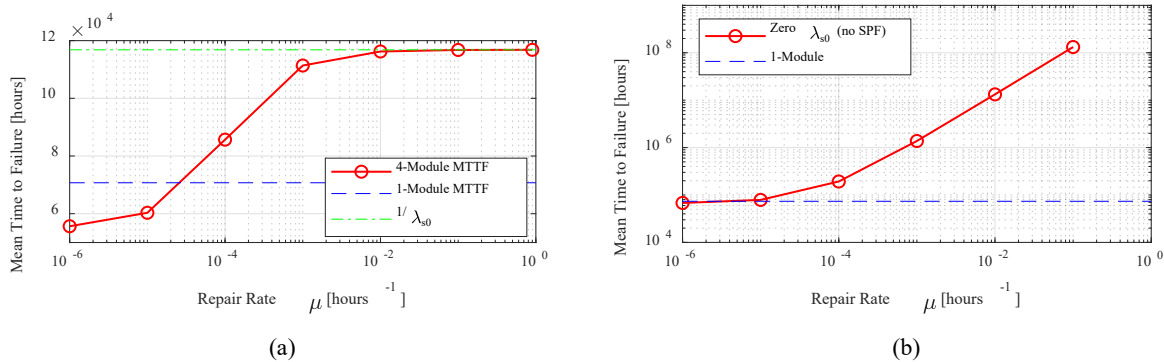 × 10 4
12
10
8
6
Mean Time to Failure [hours]
4-Module MTTF
1-Module MTTF
1/ λs0
10 -6
10 -4
10 -2
10 0
Repair Rate μ [hours -1]
(a)
10 8
10 6
10 4
Mean Time to Failure [hours]
Zero λs0 (no SPF)
1-Module
10 -6
10 -4
10 -2
10 0
Repair Rate μ [hours -1]
(b)